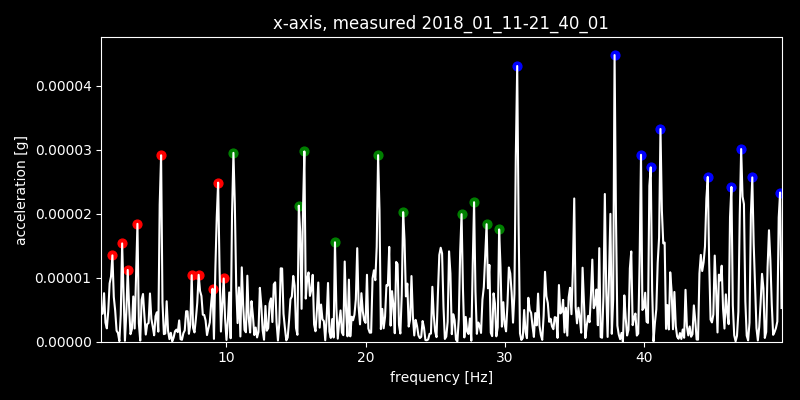 x-axis, measured 2018_01_11-21_40_01
0.00004
0.00003
0.00002
0.00001
0.00000
acceleration [g]
10 20 30 40
frequency [Hz]